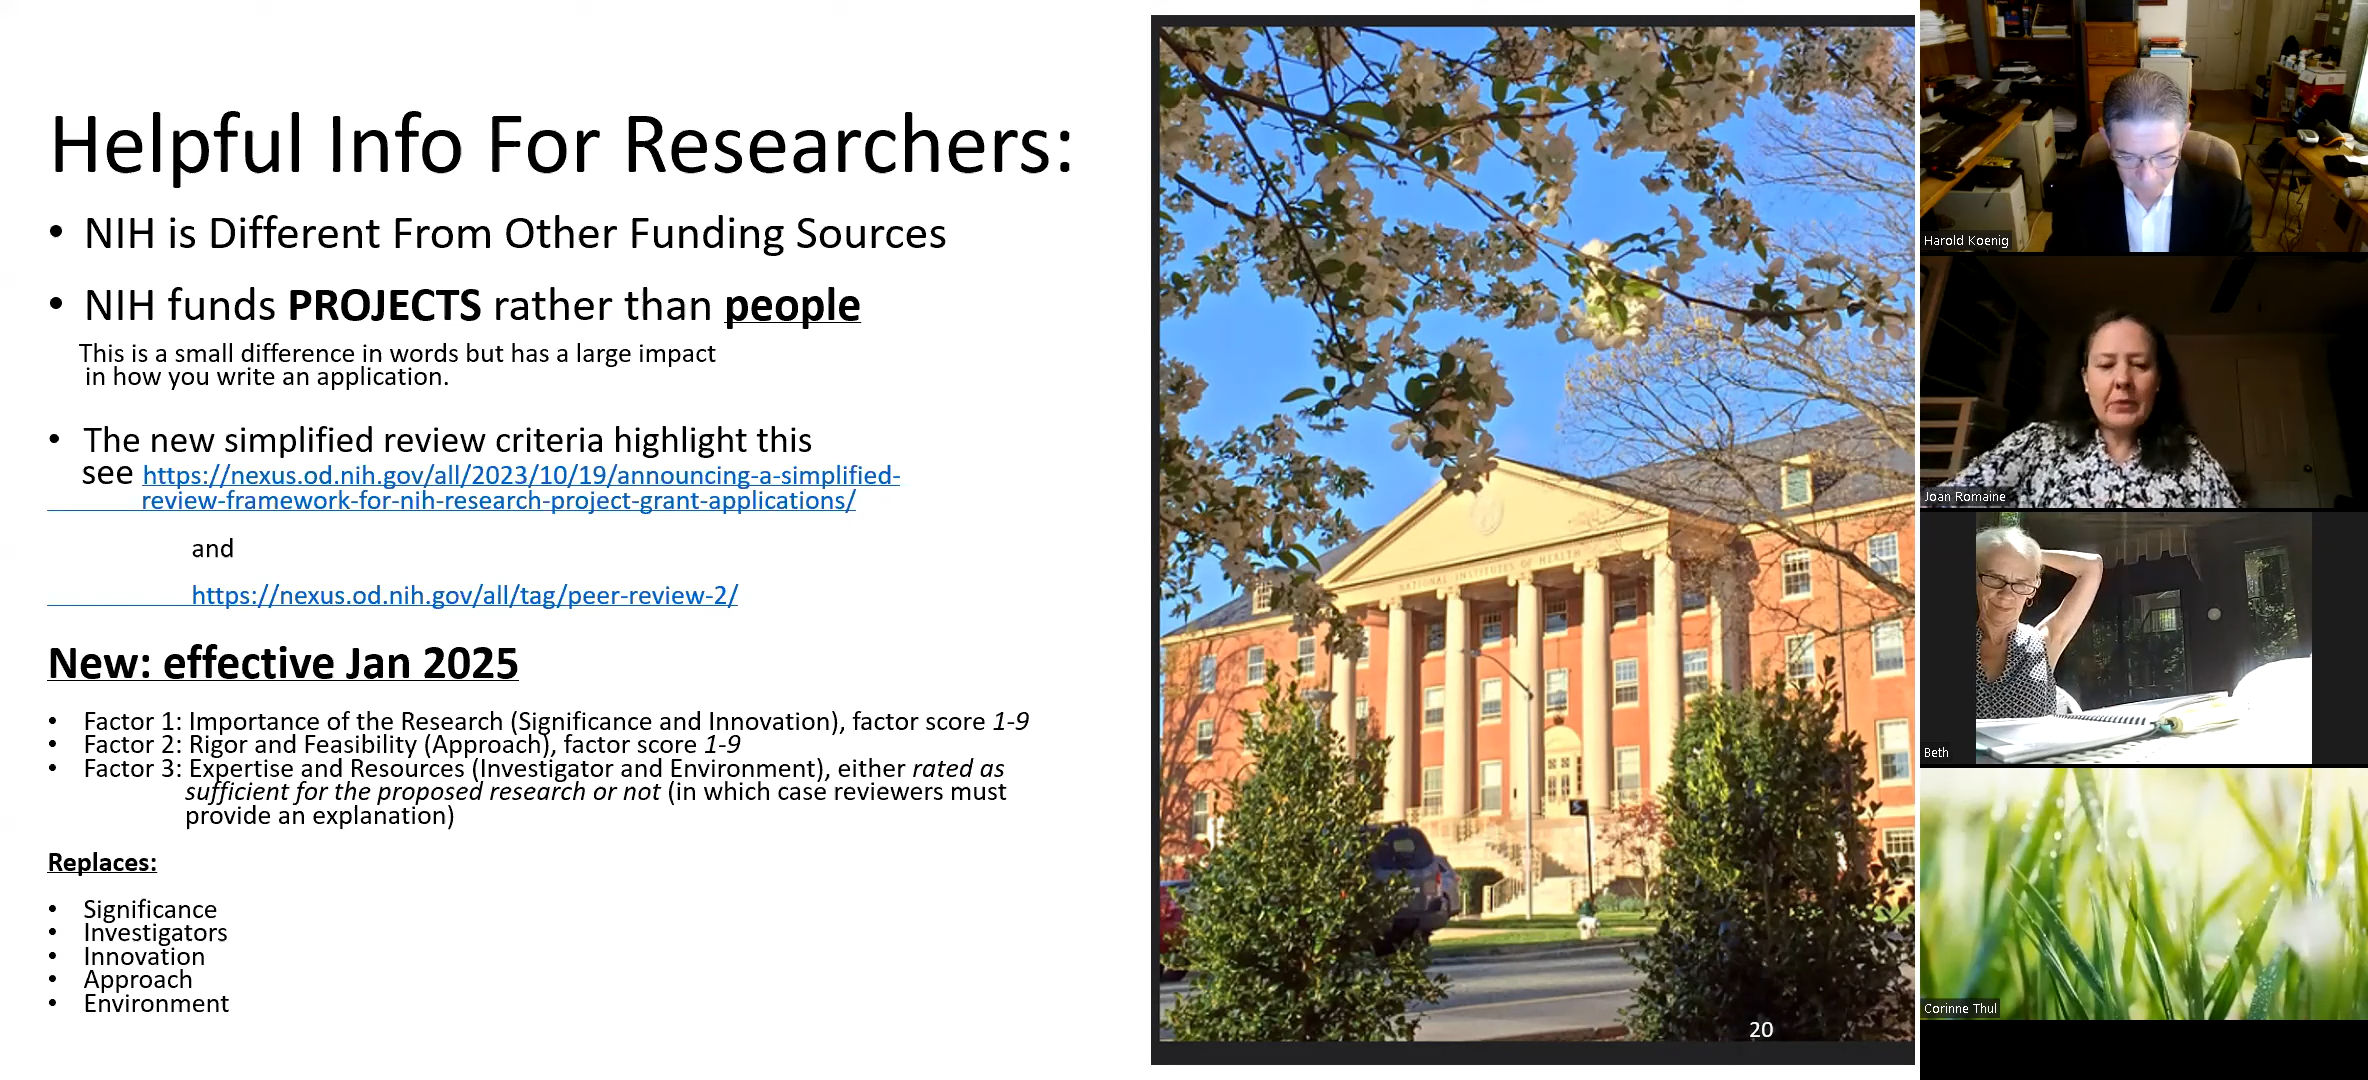 Helpful Info For Researchers:
• NIH is Different From Other Funding Sources
• NIH funds PROJECTS rather than people
This is a small difference in words but has a large impact
in how you write an application.
• The new simplified review criteria highlight this
see https://nexus.od.nih.gov/all/2023/10/19/announcing-a-simplified-
review-framework-for-nih-research-project-grant-applications/
and
https://nexus.od.nih.gov/all/tag/peer-review-2/
New: effective Jan 2025
• Factor 1: Importance of the Research (Significance and Innovation), factor score 1-9
• Factor 2: Rigor and Feasibility (Approach), factor score 1-9
• Factor 3: Expertise and Resources (Investigator and Environment), either rated as
sufficient for the proposed research or not (in which case reviewers must
provide an explanation)
Replaces:
• Significance
• Investigators
• Innovation
• Approach
• Environment
NATIONAL INSTITUTES OF HEALTH
20
Harold Koenig
Joan Romaine
Beth
Corinne Thul